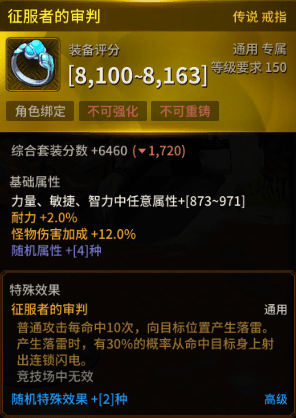 征服者的审判 传说 戒指
装备评分 通用 专属
[8,100~8,163] 等级要求 150
角色绑定 不可强化 不可重铸
综合套装分数 +6460 (▼1,720)
基础属性
力量、敏捷、智力中任意属性+[873~971]
耐力 +2.0%
怪物伤害加成 +12.0%
随机属性 +[4]种
特殊效果
征服者的审判 通用
普通攻击每命中10次，向目标位置产生落雷。
产生落雷时，有30%的概率从命中目标身上射
出连锁闪电。
竞技场中无效
随机特殊效果 +[2]种 高级